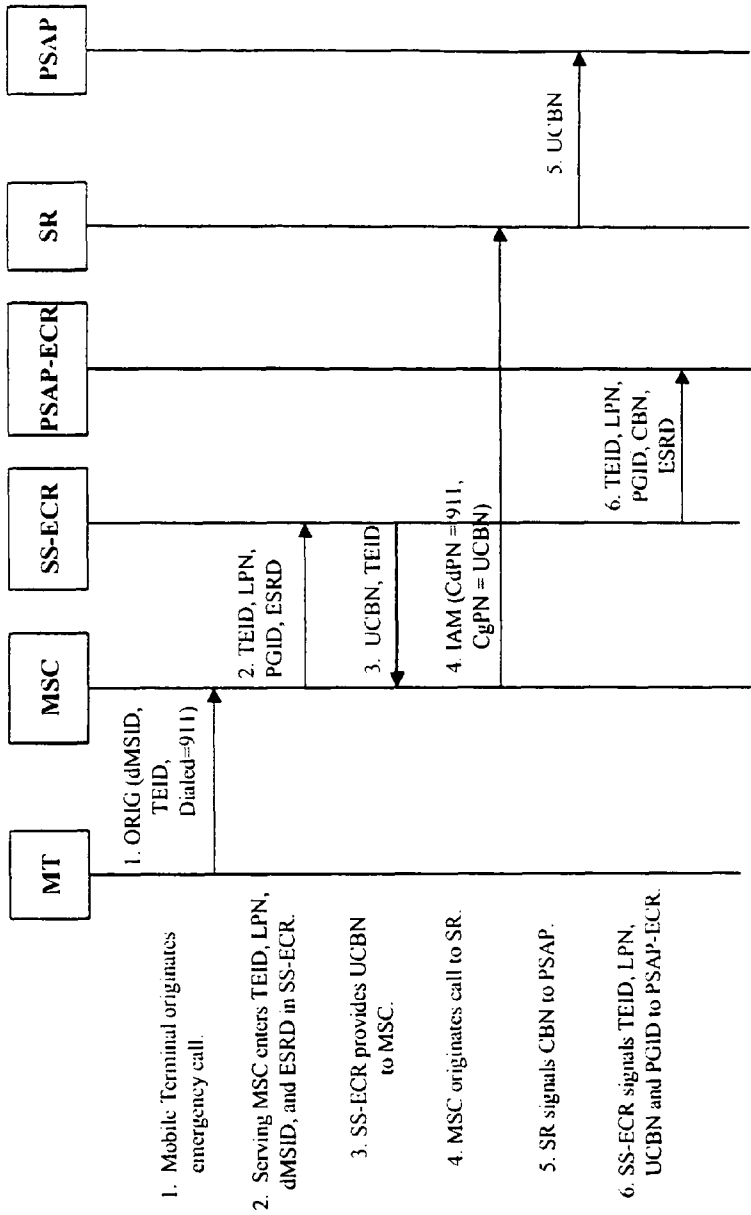 MT
MSC
SS-ECR
PSAP-ECR
SR
PSAP
1. Mobile Terminal originates
emergency call.
1. ORIG (dMSID,
TEID,
Dialed=911)
2. Serving MSC enters TEID, LPN,
dMSID, and ESRD in SS-ECR.
2. TEID, LPN,
PGID, ESRD
3. SS-ECR provides UCBN
to MSC.
3. UCBN, TEID
4. MSC originates call to SR.
4. IAM (CdPN = 911,
CgPN = UCBN)
5. SR signals CBN to PSAP.
5. UCBN
6. SS-ECR signals TEID, LPN,
UCBN and PGID to PSAP-ECR.
6. TEID, LPN,
PGID, CBN,
ESRD